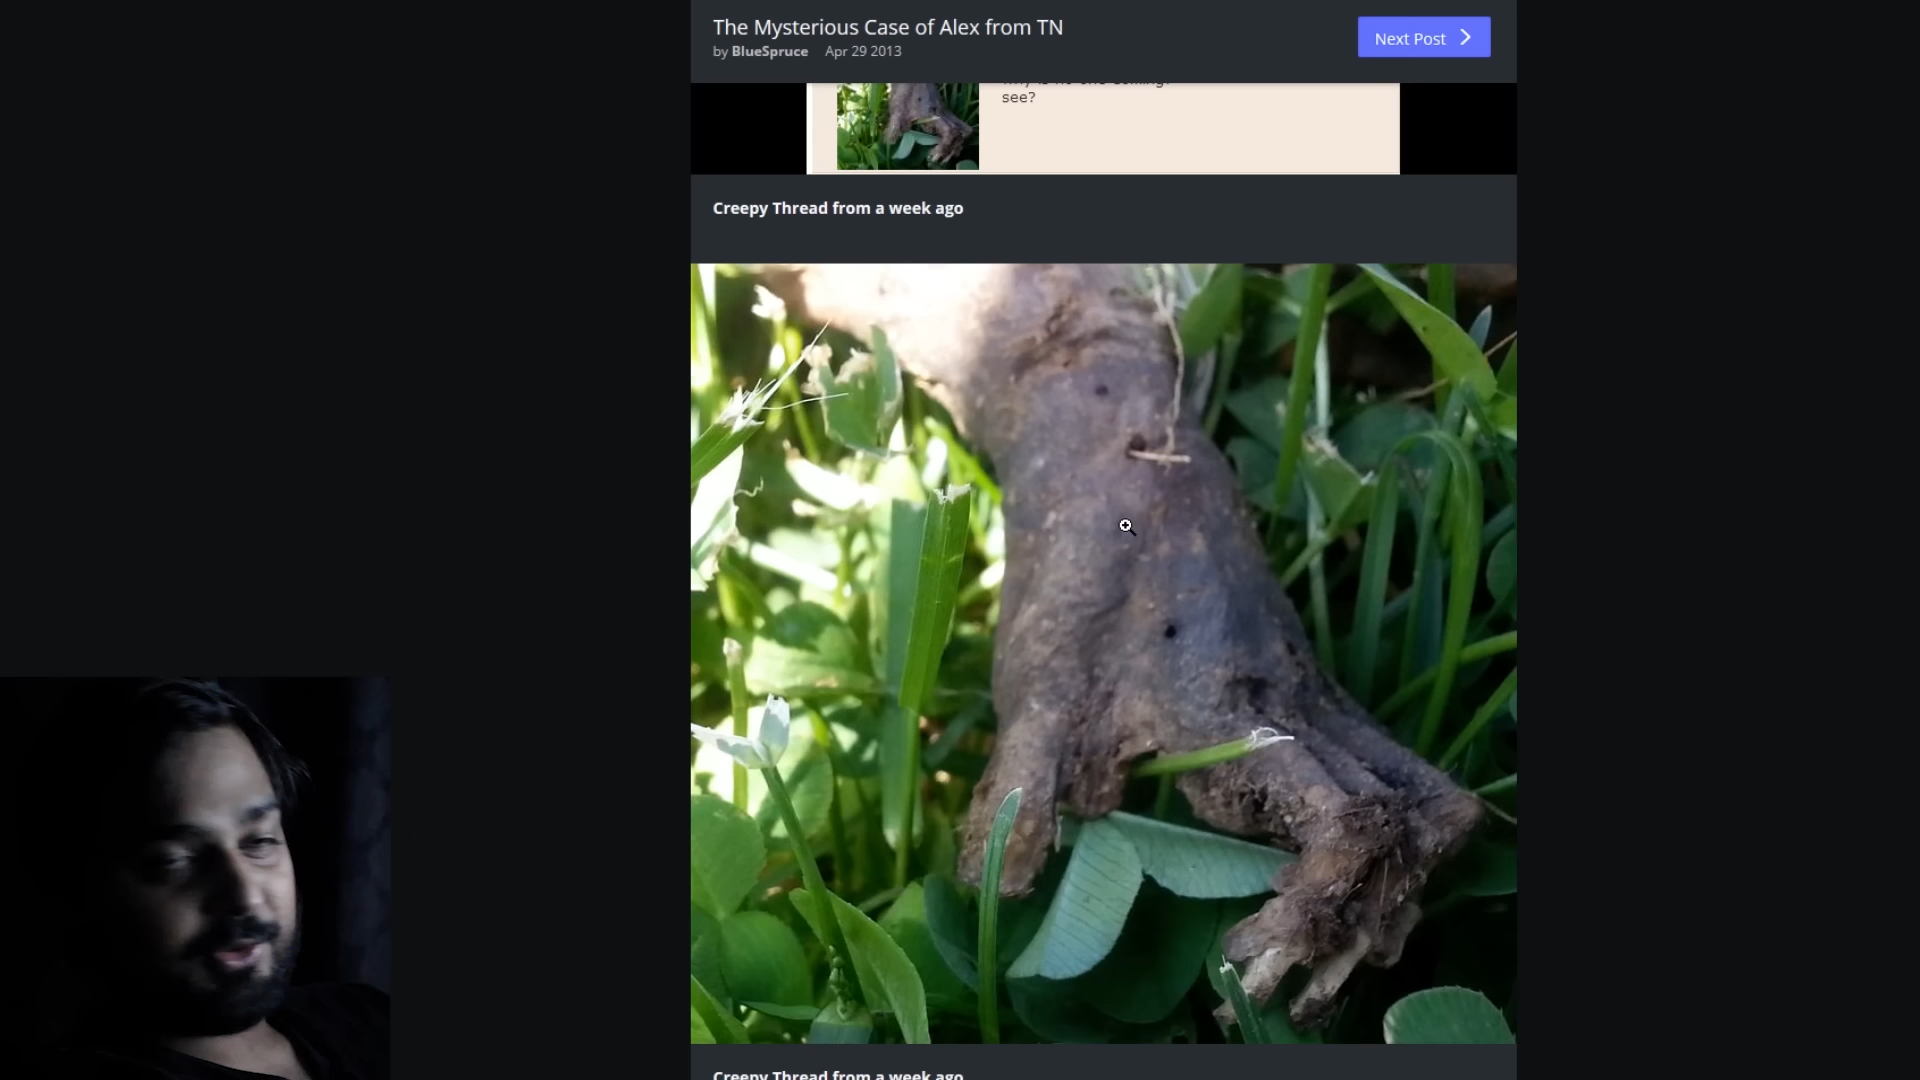 The Mysterious Case of Alex from TN
by BlueSpruce Apr 29 2013
Next Post
see?
Creepy Thread from a week ago
Creepy Thread from a week ago